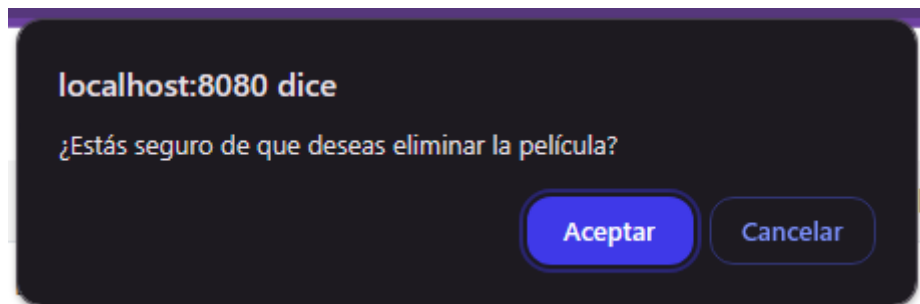 localhost:8080 dice
¿Estás seguro de que deseas eliminar la película?
Aceptar
Cancelar